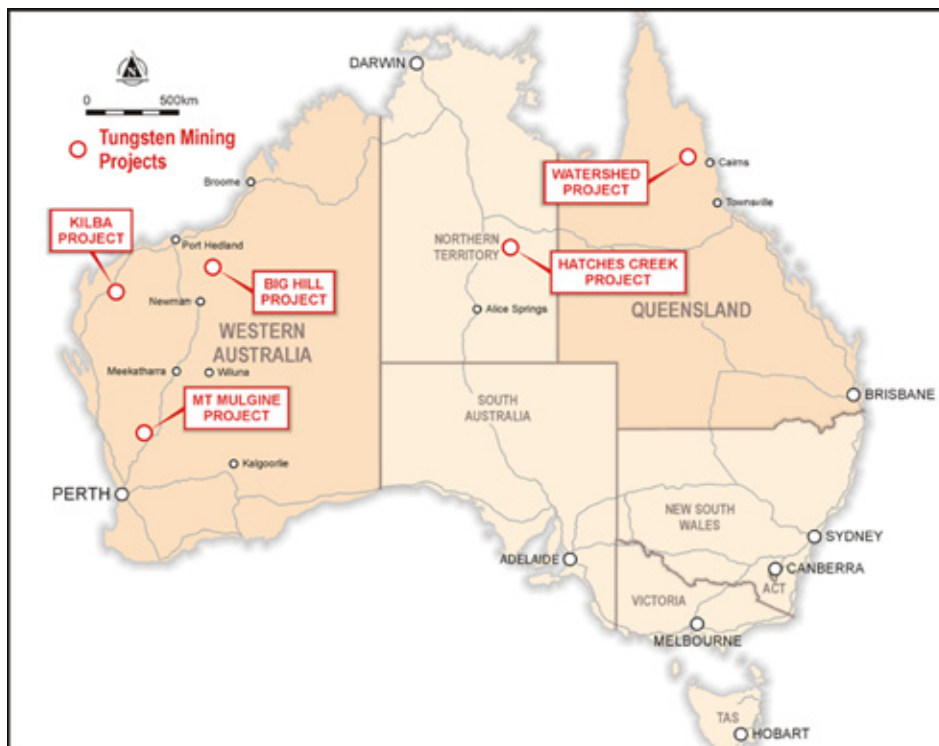 DARWIN
N
0 500km
Tungsten Mining
Projects
Broome
WATERSHED
PROJECT
Cairns
Townsville
KILBA
PROJECT
Port Hedland
BIG HILL
PROJECT
Newman
NORTHERN
TERRITORY
HATCHES CREEK
PROJECT
Alice Springs
QUEENSLAND
WESTERN
AUSTRALIA
Meekatharra
Wiluna
MT MULGINE
PROJECT
SOUTH
AUSTRALIA
BRISBANE
Kalgoorlie
PERTH
NEW SOUTH
WALES
SYDNEY
ADELAIDE
CANBERRA
ACT
VICTORIA
MELBOURNE
TAS
HOBART